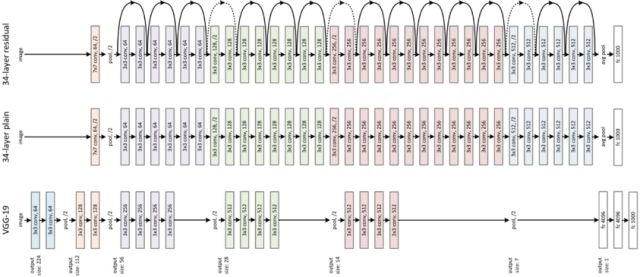 34-layer residual
image
7x7 conv, 64, /2
pool, /2
3x3 conv, 64
3x3 conv, 64
3x3 conv, 64
3x3 conv, 64
3x3 conv, 64
3x3 conv, 64
3x3 conv, 128, /2
3x3 conv, 128
3x3 conv, 128
3x3 conv, 128
3x3 conv, 128
3x3 conv, 128
3x3 conv, 128
3x3 conv, 128
3x3 conv, 256, /2
3x3 conv, 256
3x3 conv, 256
3x3 conv, 256
3x3 conv, 256
3x3 conv, 256
3x3 conv, 256
3x3 conv, 256
3x3 conv, 256
3x3 conv, 256
3x3 conv, 256
3x3 conv, 256
3x3 conv, 512, /2
3x3 conv, 512
3x3 conv, 512
3x3 conv, 512
3x3 conv, 512
3x3 conv, 512
avg pool
fc 1000
34-layer plain
image
7x7 conv, 64, /2
pool, /2
3x3 conv, 64
3x3 conv, 64
3x3 conv, 64
3x3 conv, 64
3x3 conv, 64
3x3 conv, 64
3x3 conv, 128, /2
3x3 conv, 128
3x3 conv, 128
3x3 conv, 128
3x3 conv, 128
3x3 conv, 128
3x3 conv, 128
3x3 conv, 128
3x3 conv, 256, /2
3x3 conv, 256
3x3 conv, 256
3x3 conv, 256
3x3 conv, 256
3x3 conv, 256
3x3 conv, 256
3x3 conv, 256
3x3 conv, 256
3x3 conv, 256
3x3 conv, 256
3x3 conv, 256
3x3 conv, 512, /2
3x3 conv, 512
3x3 conv, 512
3x3 conv, 512
3x3 conv, 512
3x3 conv, 512
avg pool
fc 1000
VGG-19
image
3x3 conv, 64
3x3 conv, 64
pool, /2
3x3 conv, 128
3x3 conv, 128
pool, /2
3x3 conv, 256
3x3 conv, 256
3x3 conv, 256
3x3 conv, 256
pool, /2
3x3 conv, 512
3x3 conv, 512
3x3 conv, 512
3x3 conv, 512
pool, /2
3x3 conv, 512
3x3 conv, 512
3x3 conv, 512
3x3 conv, 512
pool, /2
fc 4096
fc 4096
fc 1000
output
size: 224
output
size: 112
output
size: 56
output
size: 28
output
size: 14
output
size: 7
output
size: 1